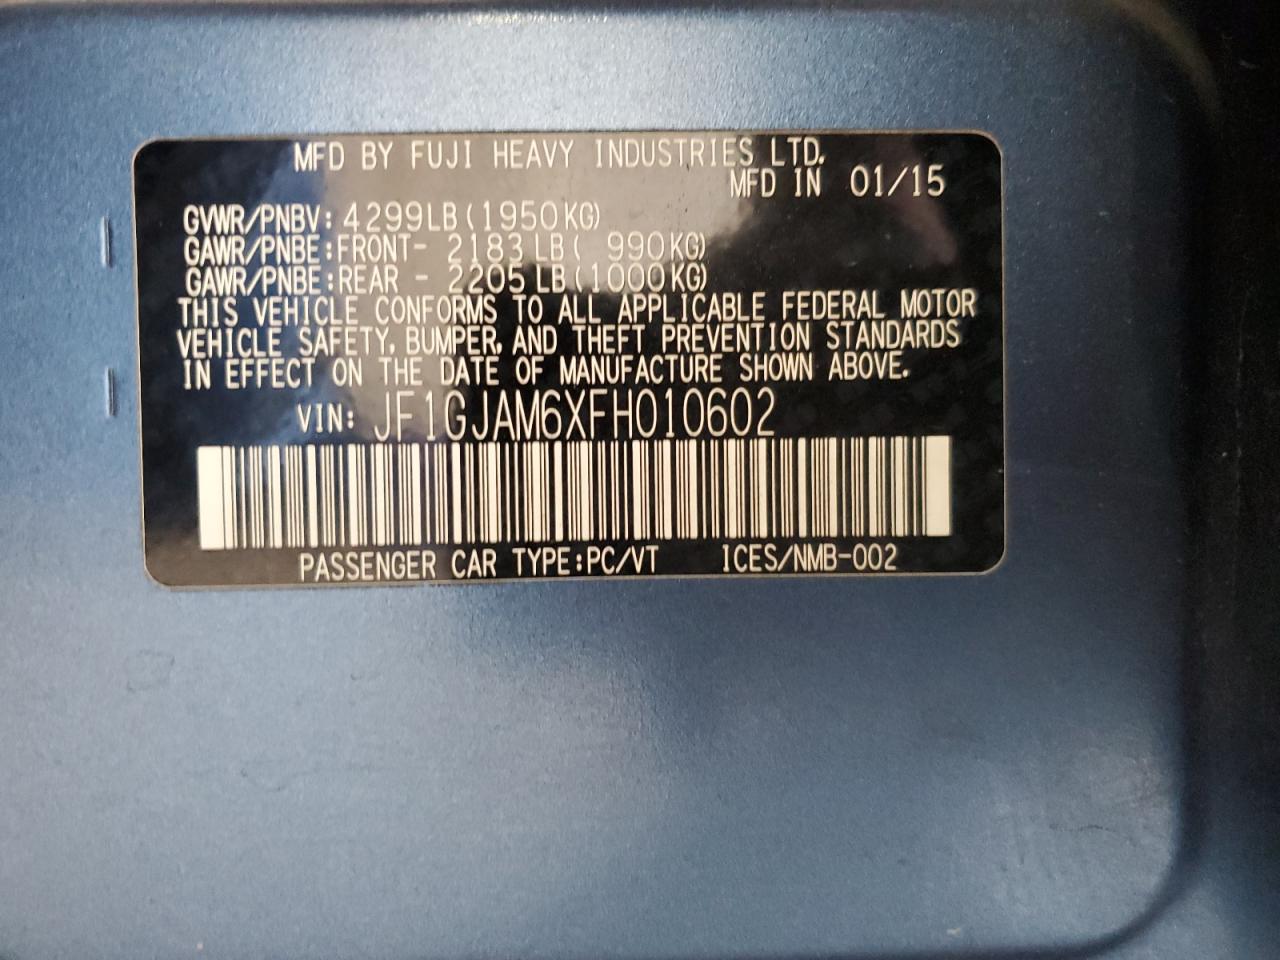 MFD BY FUJI HEAVY INDUSTRIES LTD.
MFD IN 01/15
GVWR/PNBV: 4299LB(1950KG)
GAWR/PNBE:FRONT- 2183LB( 990KG)
GAWR/PNBE:REAR - 2205LB(1000KG)
THIS VEHICLE CONFORMS TO ALL APPLICABLE FEDERAL MOTOR
VEHICLE SAFETY, BUMPER, AND THEFT PREVENTION STANDARDS
IN EFFECT ON THE DATE OF MANUFACTURE SHOWN ABOVE.
VIN: JF1GJAM6XFH010602
PASSENGER CAR TYPE:PC/VT ICES/NMB-002